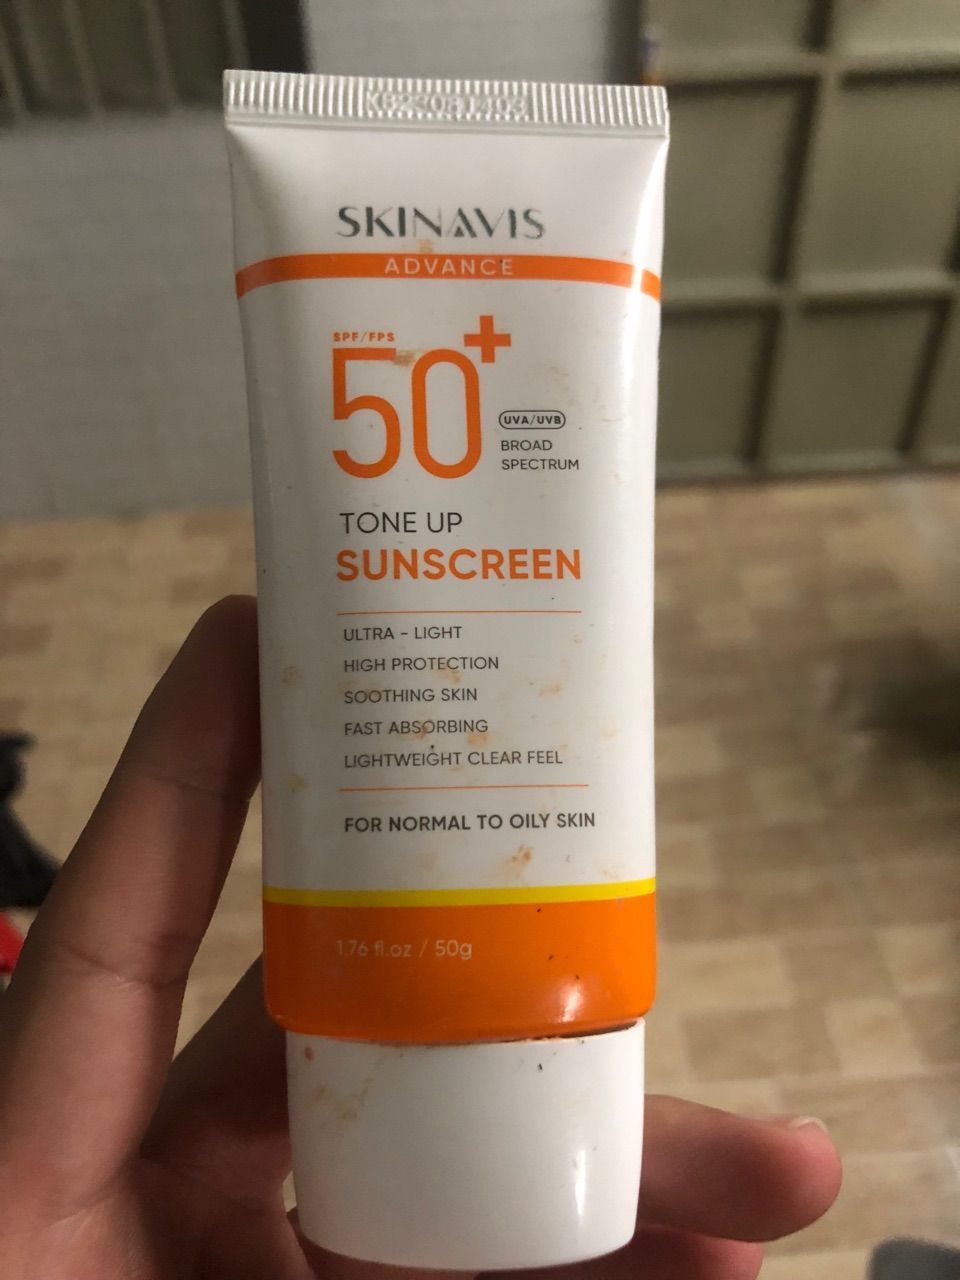 SKINAVIS
ADVANCE
SPF/FPS
50+
UVA/UVB
BROAD
SPECTRUM
TONE UP
SUNSCREEN
ULTRA - LIGHT
HIGH PROTECTION
SOOTHING SKIN
FAST ABSORBING
LIGHTWEIGHT CLEAR FEEL
FOR NORMAL TO OILY SKIN
1.76 fl.oz / 50g